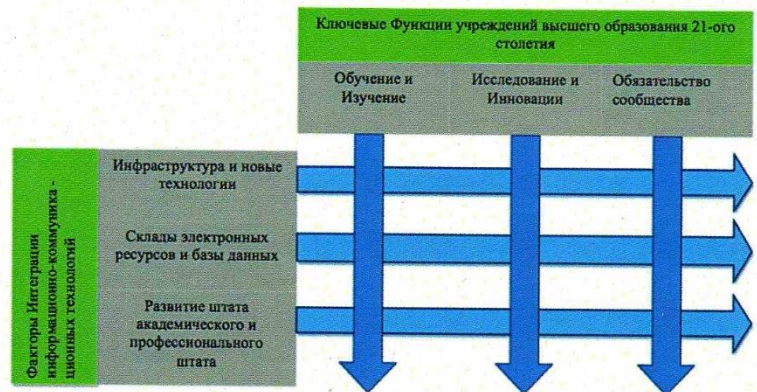 Ключевые Функции учреждений высшего образования 21-ого
столетия
Обучение и
Изучение
Исследование и
Инновации
Обязательство
сообщества
Факторы Интеграции
информационно-коммуника -
ционных технологий
Инфраструктура и новые
технологии
Склады электронных
ресурсов и базы данных
Развитие штата
академического и
профессионального
штата